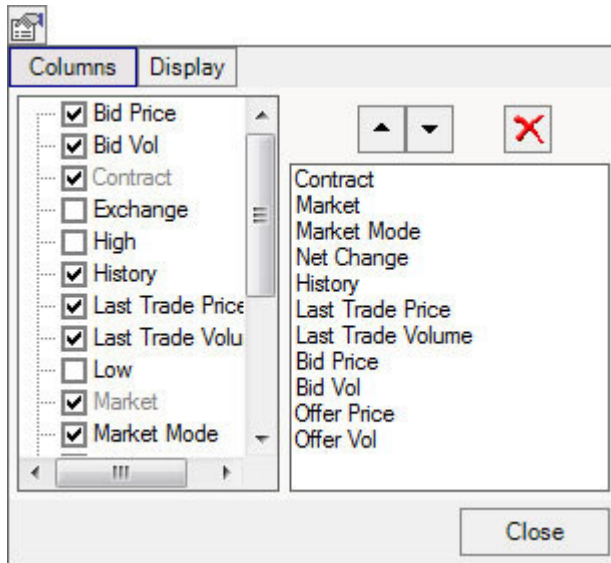 Columns Display
Bid Price
Bid Vol
Contract
Exchange
High
History
Last Trade Price
Last Trade Volu
Low
Market
Market Mode
Contract
Market
Market Mode
Net Change
History
Last Trade Price
Last Trade Volume
Bid Price
Bid Vol
Offer Price
Offer Vol
Close